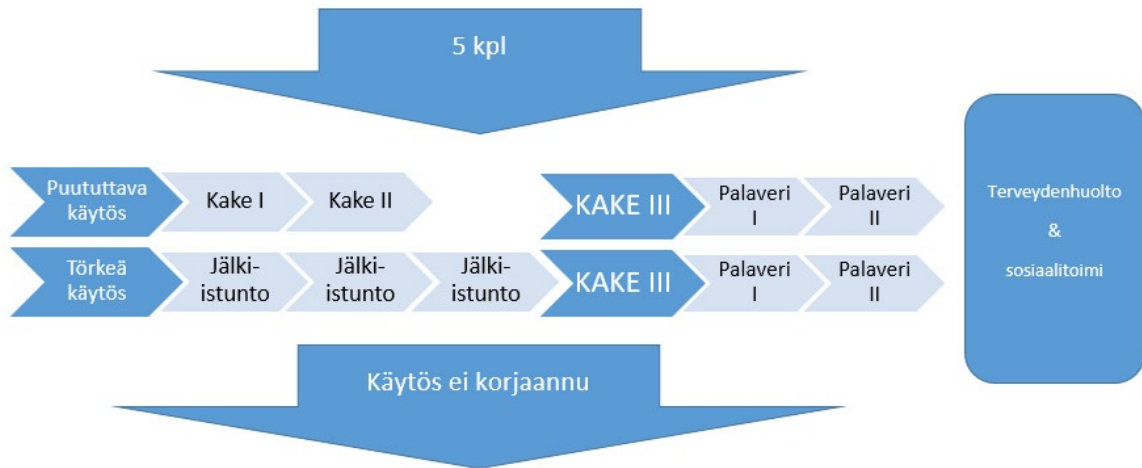 5 kpl
Puututtava
käytös
Kake I
Kake II
KAKE III
Palaveri
I
Palaveri
II
Törkeä
käytös
Jälki-
istunto
Jälki-
istunto
Jälki-
istunto
KAKE III
Palaveri
I
Palaveri
II
Terveydenhuolto
&
sosiaalitoimi
Käytös ei korjaannu